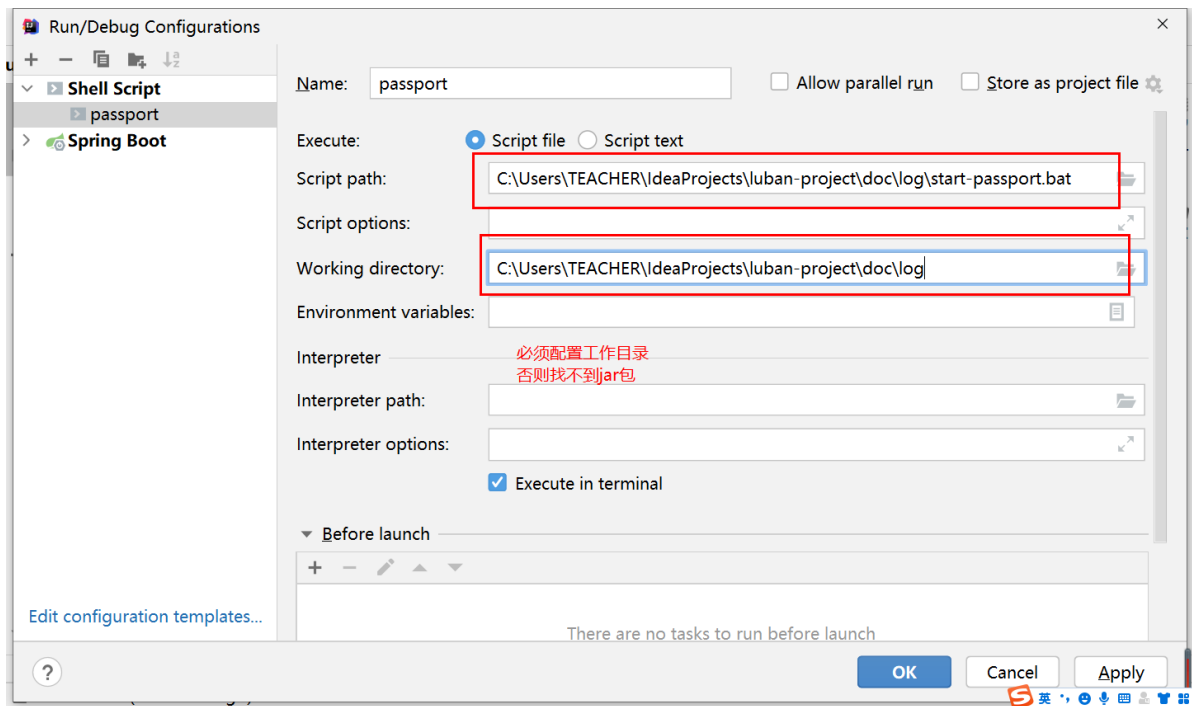 Run/Debug Configurations
Shell Script
passport
Spring Boot
Edit configuration templates...
Name: passport
Allow parallel run
Store as project file
Execute: Script file Script text
Script path: C:\Users\TEACHER\IdeaProjects\luban-project\doc\log\start-passport.bat
Script options:
Working directory: C:\Users\TEACHER\IdeaProjects\luban-project\doc\log
Environment variables:
Interpreter
必须配置工作目录
否则找不到jar包
Interpreter path:
Interpreter options:
Execute in terminal
Before launch
There are no tasks to run before launch
? OK Cancel Apply
英